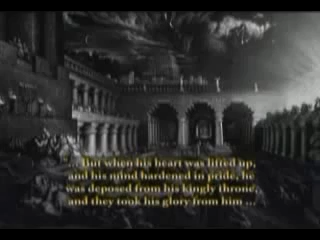 ... But when his heart was lifted up,
and his mind hardened in pride, he
was deposed from his kingly throne,
and they took his glory from him ...